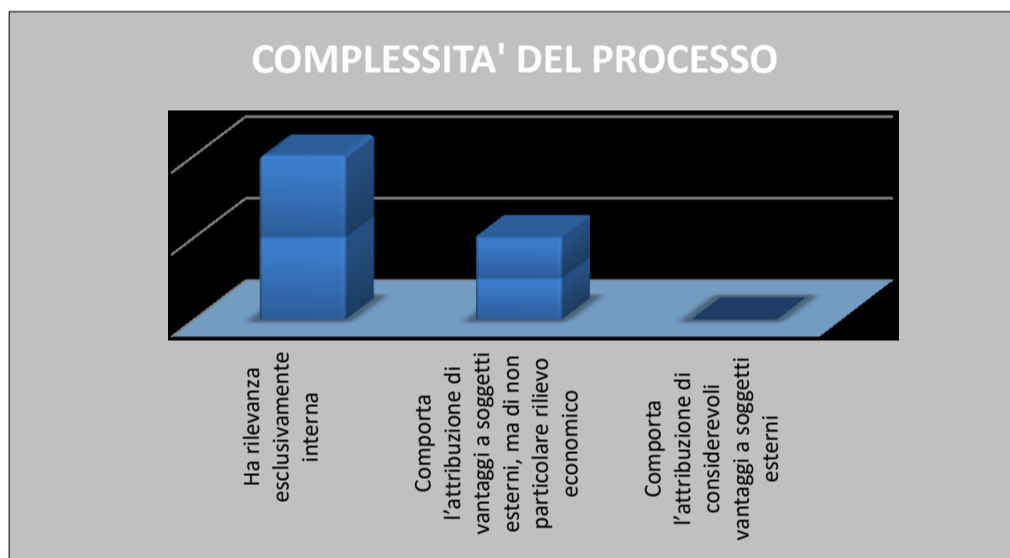 COMPLESSITA' DEL PROCESSO
Ha rilevanza
esclusivamente
interna
Comporta
l’attribuzione di
vantaggi a soggetti
esterni, ma di non
particolare rilievo
economico
Comporta
l’attribuzione di
considerevoli
vantaggi a soggetti
esterni